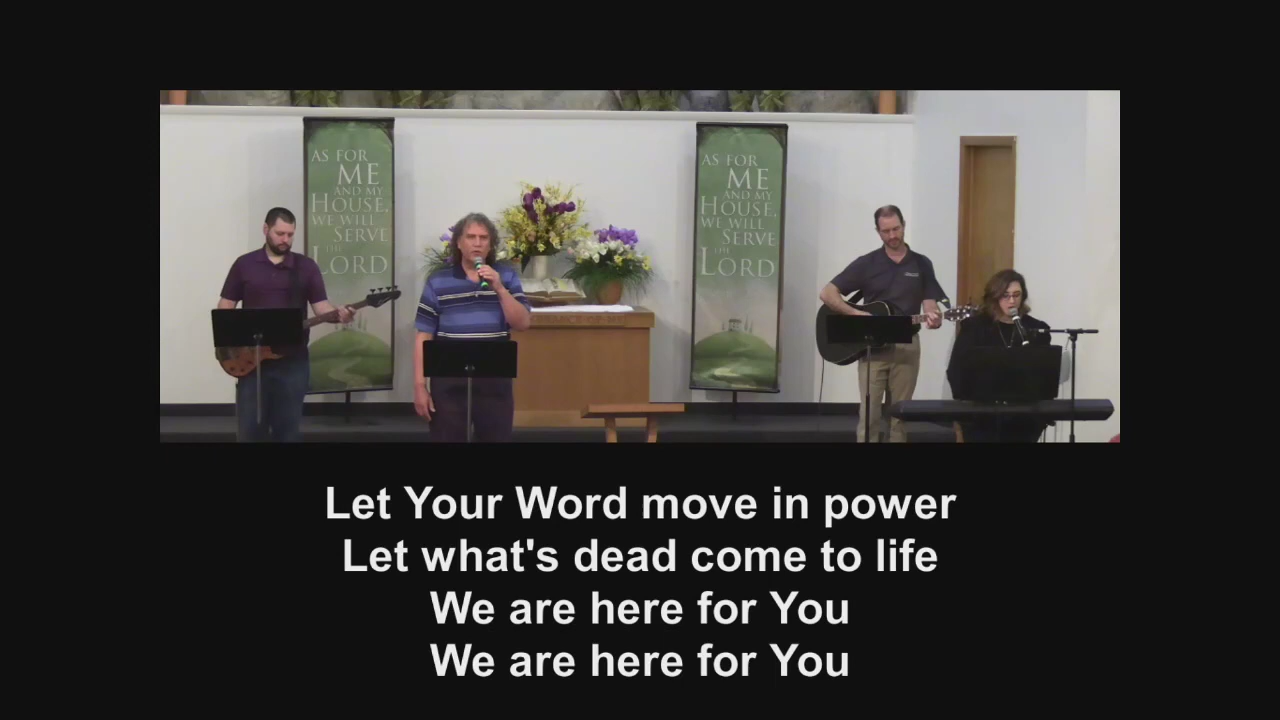 AS FOR
ME
AND MY
HOUSE,
WE WILL
SERVE
THE
LORD
AS FOR
ME
AND MY
HOUSE,
WE WILL
SERVE
THE
LORD
Let Your Word move in power
Let what's dead come to life
We are here for You
We are here for You